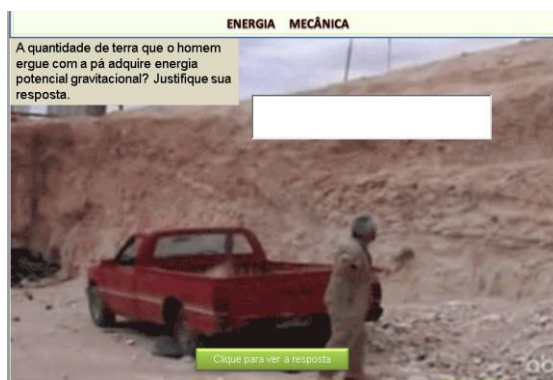 ENERGIA MECÂNICA
A quantidade de terra que o homem
ergue com a pá adquire energia
potencial gravitacional? Justifique sua
resposta.
Clique para ver a resposta